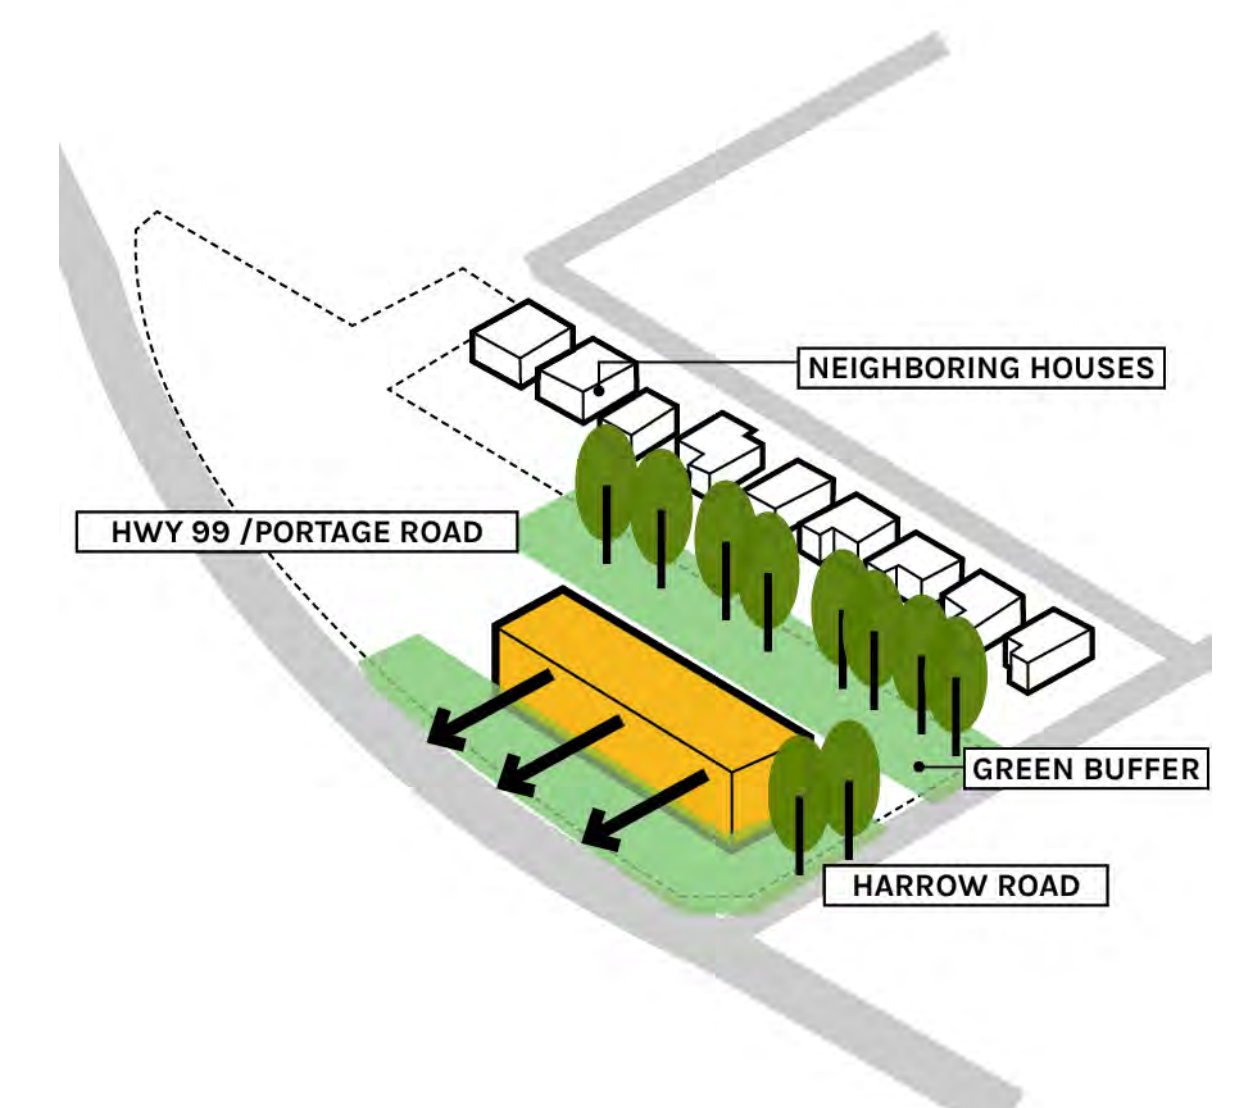 NEIGHBORING HOUSES
HWY 99 /PORTAGE ROAD
GREEN BUFFER
HARROW ROAD